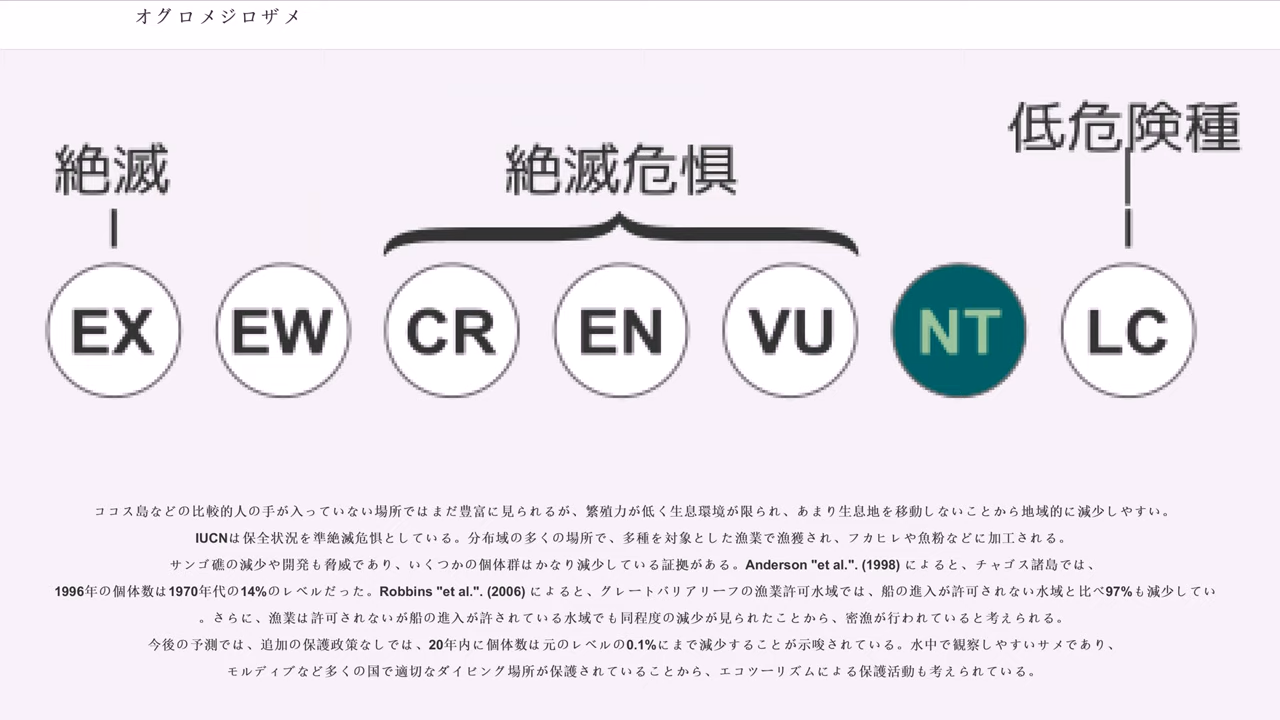 オグロメジロザメ
絶滅
絶滅危惧
低危険種
EX EW CR EN VU NT LC
ココス島などの比較的人の手が入っていない場所ではまだ豊富に見られるが、繁殖力が低く生息環境が限られ、あまり生息地を移動しないことから地域的に減少しやすい。
IUCNは保全状況を準絶滅危惧としている。分布域の多くの場所で、多種を対象とした漁業で漁獲され、フカヒレや魚粉などに加工される。
サンゴ礁の減少や開発も脅威であり、いくつかの個体群はかなり減少している証拠がある。Anderson "et al.". (1998) によると、チャゴス諸島では、
1996年の個体数は1970年代の14%のレベルだった。Robbins "et al.". (2006) によると、グレートバリアリーフの漁業許可水域では、船の進入が許可されない水域と比べ97%も減少してい
。さらに、漁業は許可されないが船の進入が許されている水域でも同程度の減少が見られたことから、密漁が行われていると考えられる。
今後の予測では、追加の保護政策なしでは、20年内に個体数は元のレベルの0.1%にまで減少することが示唆されている。水中で観察しやすいサメであり、
モルディブなど多くの国で適切なダイビング場所が保護されていることから、エコツーリズムによる保護活動も考えられている。